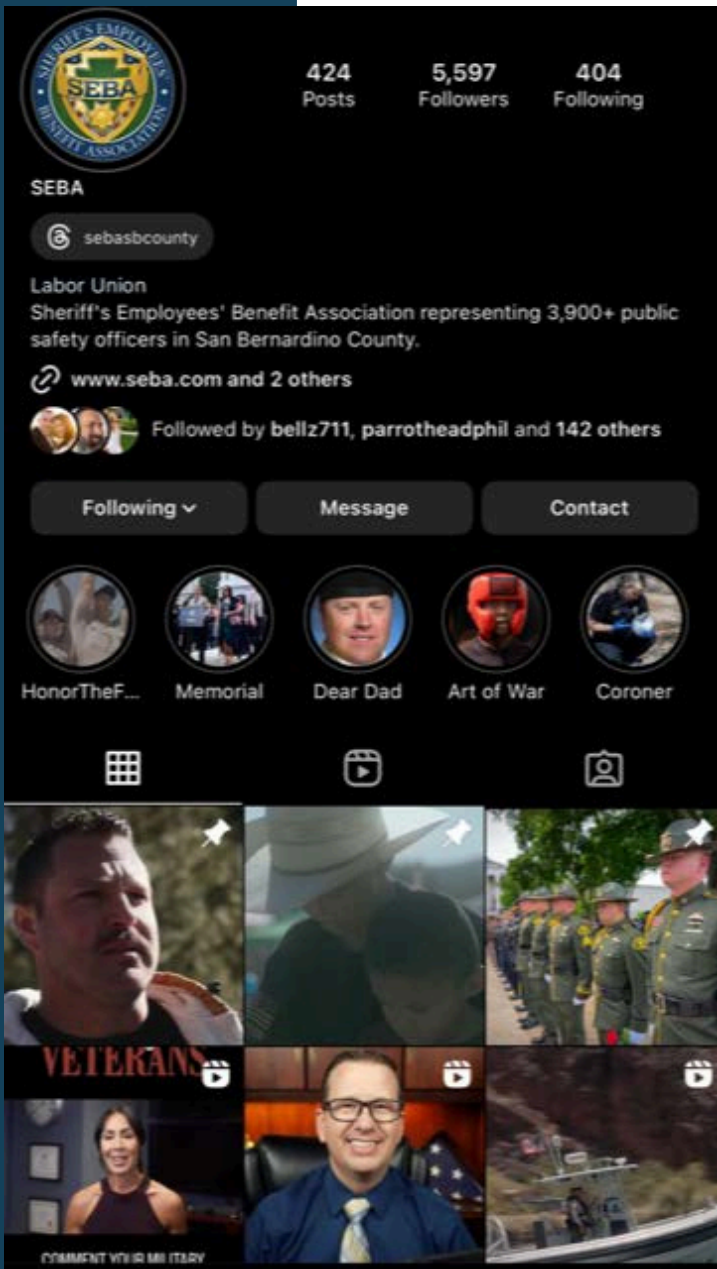 SHERIFF'S EMPLOYEES'
SEBA
BENEFIT ASSOCIATION
424
Posts
5,597
Followers
404
Following
SEBA
sebasbcounty
Labor Union
Sheriff's Employees' Benefit Association representing 3,900+ public
safety officers in San Bernardino County.
www.seba.com and 2 others
Followed by bellz711, parrotheadphil and 142 others
Following
Message
Contact
HonorTheF...
Memorial
Dear Dad
Art of War
Coroner
VETERANS
COMMENT YOUR MILITARY